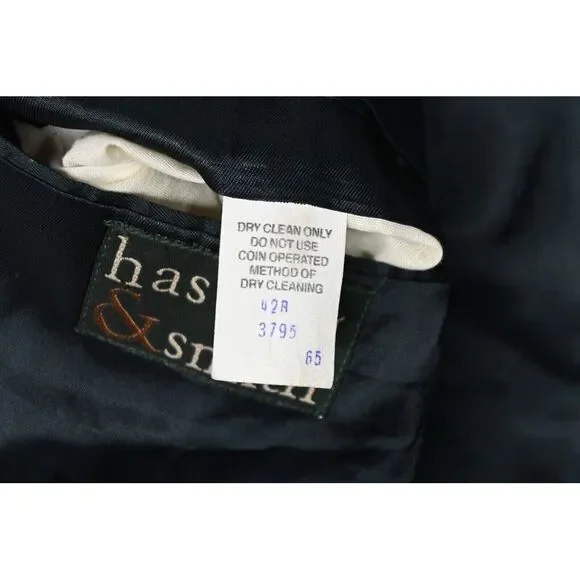 DRY CLEAN ONLY
DO NOT USE
COIN OPERATED
METHOD OF
DRY CLEANING
42R
3795
65
&